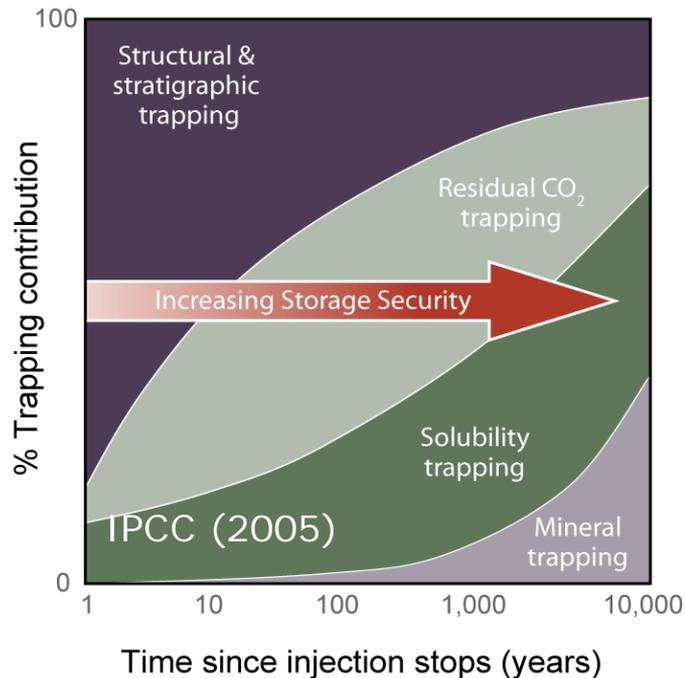 100
Structural &
stratigraphic
trapping
Residual CO₂
trapping
Increasing Storage Security
Solubility
trapping
IPCC (2005)
Mineral
trapping
0
1 10 100 1,000 10,000
% Trapping contribution
Time since injection stops (years)